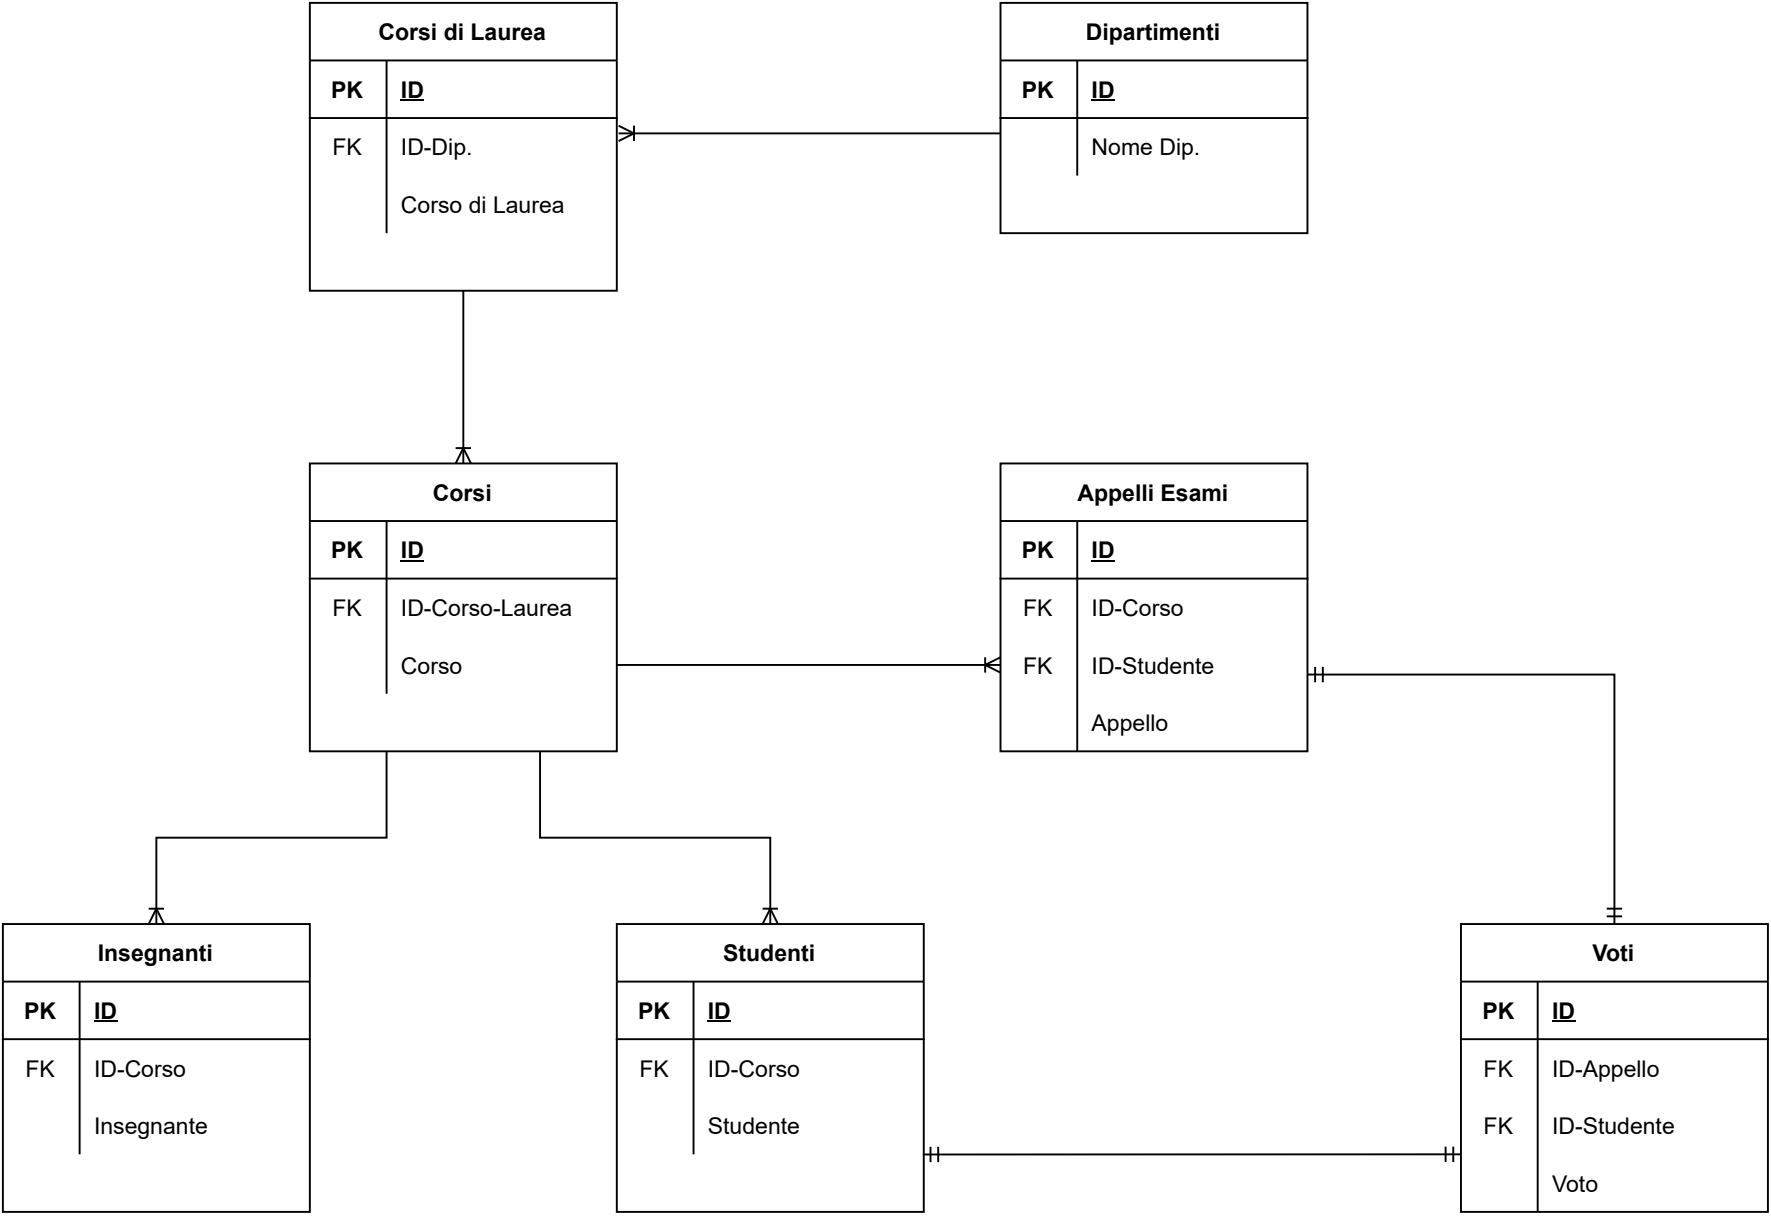 Corsi di Laurea
PK ID
FK ID-Dip.
Corso di Laurea
Dipartimenti
PK ID
Nome Dip.
Corsi
PK ID
FK ID-Corso-Laurea
Corso
Appelli Esami
PK ID
FK ID-Corso
FK ID-Studente
Appello
Insegnanti
PK ID
FK ID-Corso
Insegnante
Studenti
PK ID
FK ID-Corso
Studente
Voti
PK ID
FK ID-Appello
FK ID-Studente
Voto